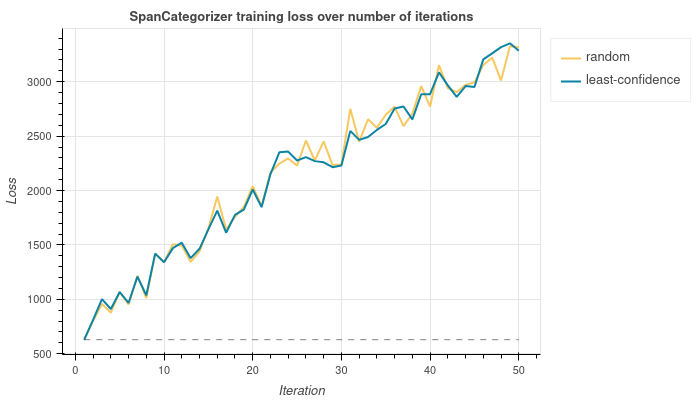 SpanCategorizer training loss over number of iterations
random
least-confidence
Loss
3000
2500
2000
1500
1000
500
0 10 20 30 40 50
Iteration